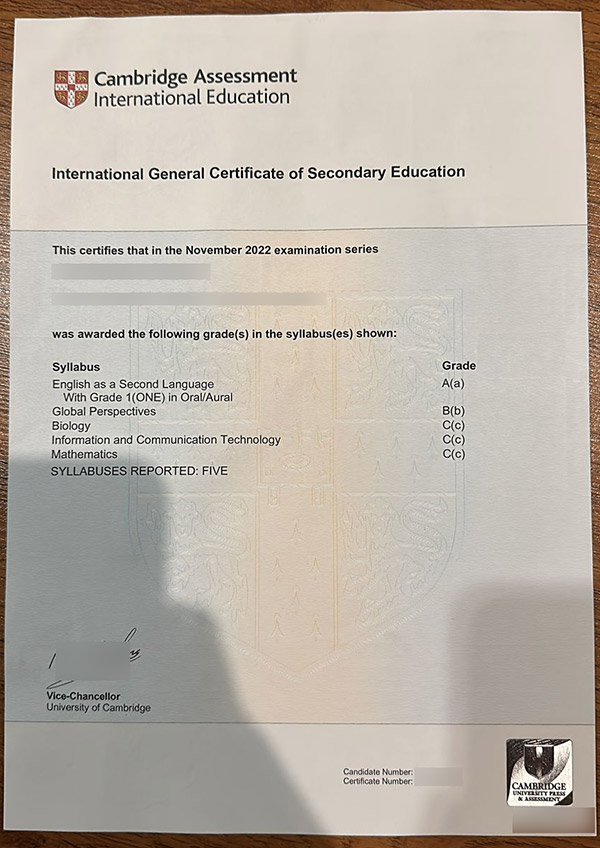 Cambridge Assessment
International Education
International General Certificate of Secondary Education
This certifies that in the November 2022 examination series
was awarded the following grade(s) in the syllabus(es) shown:
Syllabus Grade
English as a Second Language A(a)
With Grade 1(ONE) in Oral/Aural
Global Perspectives B(b)
Biology C(c)
Information and Communication Technology C(c)
Mathematics C(c)
SYLLABUSES REPORTED: FIVE
Vice-Chancellor
University of Cambridge
Candidate Number:
Certificate Number:
CAMBRIDGE
UNIVERSITY PRESS
& ASSESSMENT